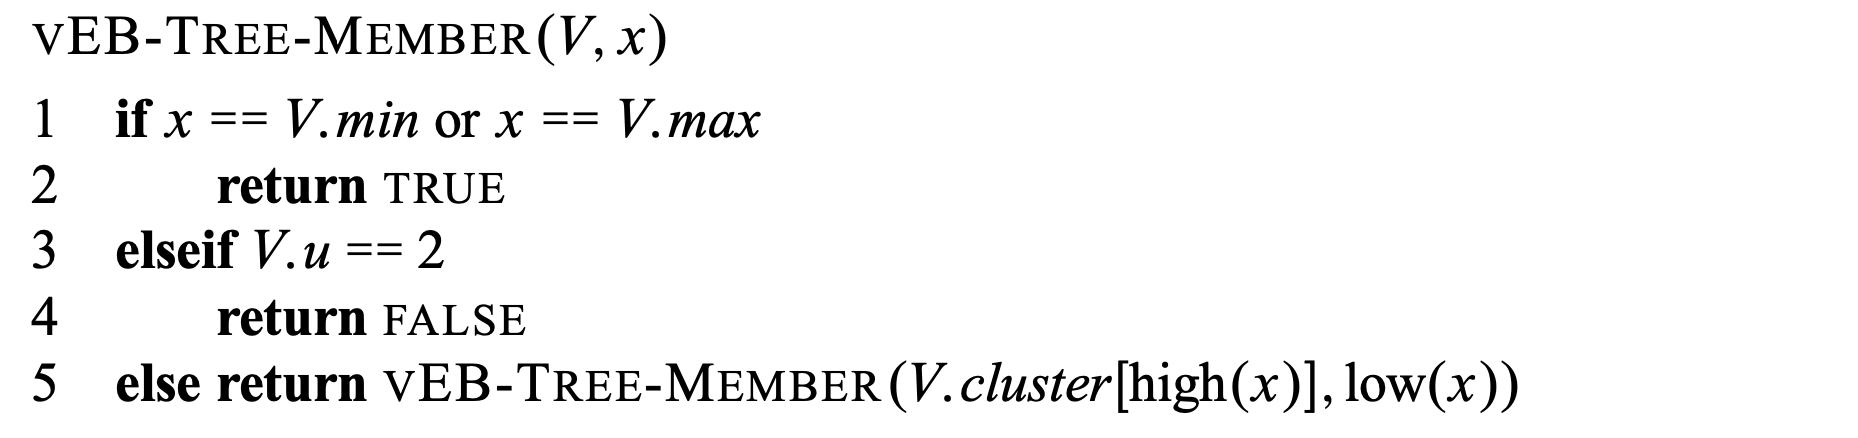 VEB-TREE-MEMBER(V, x)
1 if x == V.min or x == V.max
2 return TRUE
3 elseif V.u == 2
4 return FALSE
5 else return VEB-TREE-MEMBER(V.cluster[high(x)], low(x))